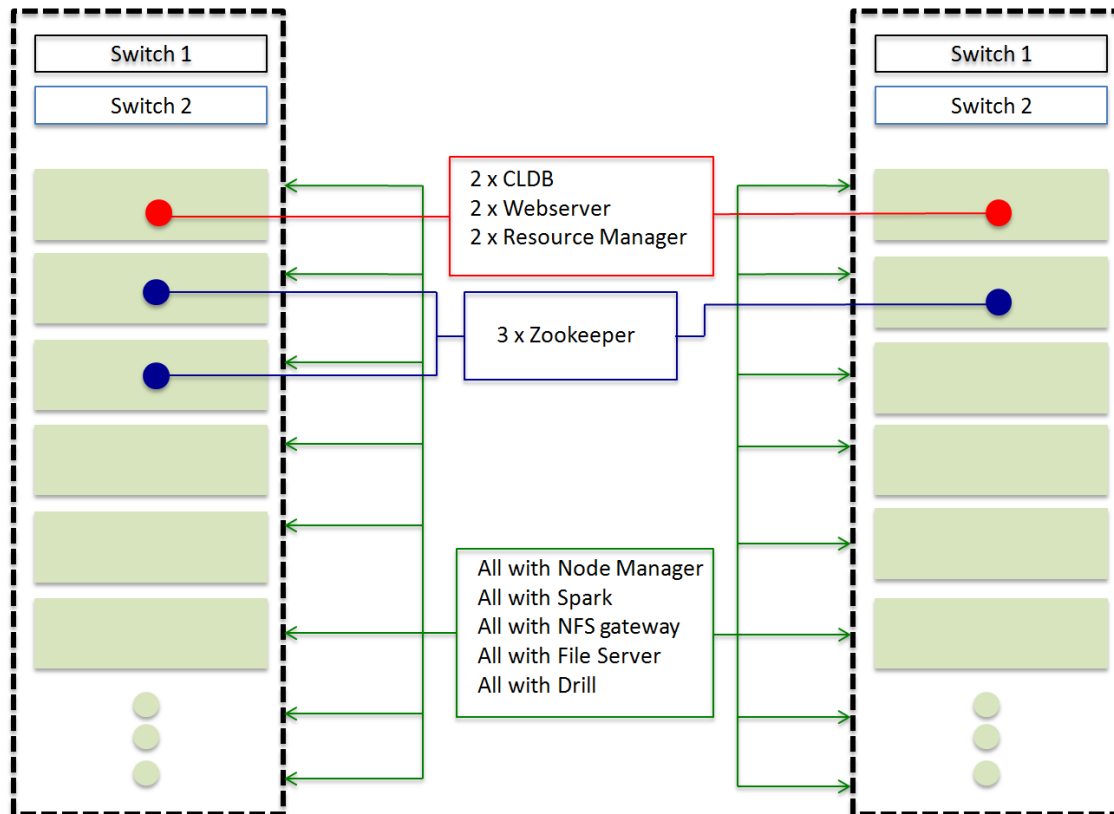 Switch 1
Switch 2
Switch 1
Switch 2
2 x CLDB
2 x Webserver
2 x Resource Manager
3 x Zookeeper
All with Node Manager
All with Spark
All with NFS gateway
All with File Server
All with Drill